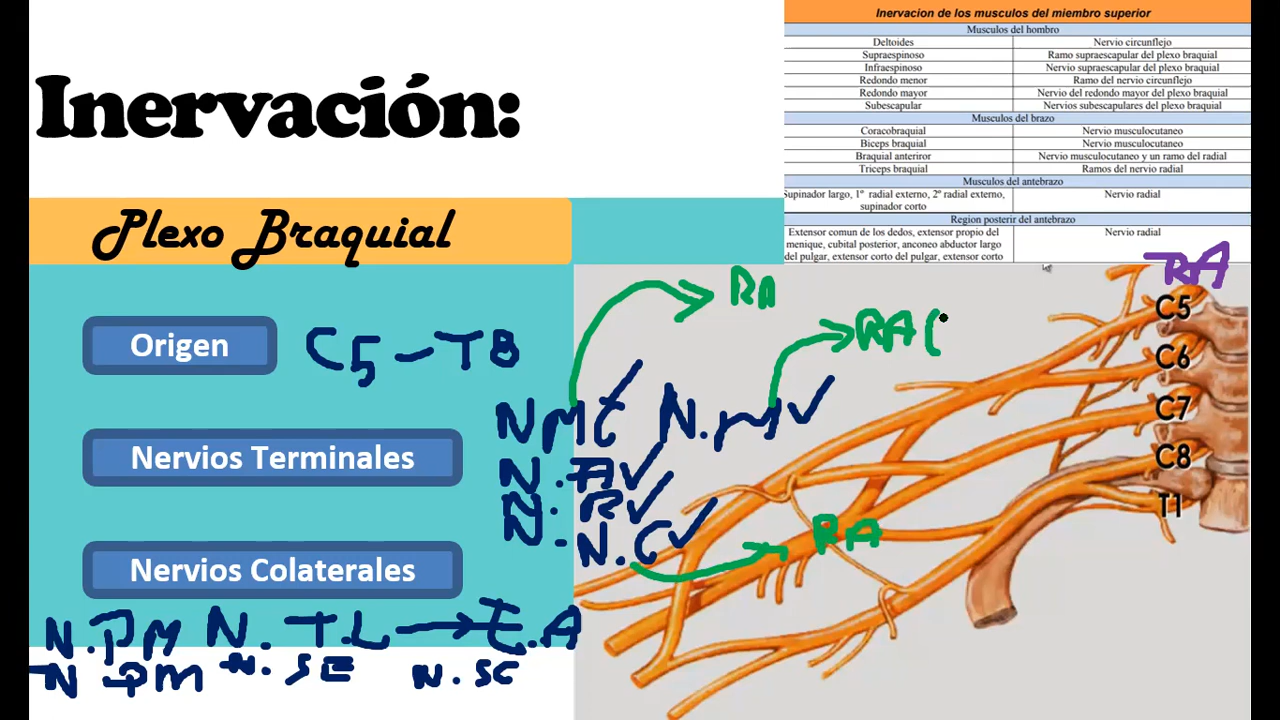 Inervación:
Inervacion de los musculos del miembro superior
Musculos del hombro
Deltoides Nervio circunflejo
Supraespinoso Ramo supraescapular del plexo braquial
Infraespinoso Nervio supraescapular del plexo braquial
Redondo menor Ramo del nervio circunflejo
Redondo mayor Nervio del redondo mayor del plexo braquial
Subescapular Nervios subescapulares del plexo braquial
Musculos del brazo
Coracobraquial Nervio musculocutaneo
Biceps braquial Nervio musculocutaneo
Braquial anteriror Nervio musculocutaneo y un ramo del radial
Triceps braquial Ramos del nervio radial
Musculos del antebrazo
Supinador largo, 1º radial externo, 2º radial externo, Nervio radial
supinador corto
Region posterir del antebrazo
Extensor comun de los dedos, extensor propio del Nervio radial
menique, cubital posterior, anconeo abductor largo
del pulgar, extensor corto del pulgar, extensor corto
Plexo Braquial
RA
RA
C5
Origen C5-T8
RA(
C6
NMC N.M
C7
Nervios Terminales
N.A
C8
N.R
T1
N.C
RA
Nervios Colaterales
N.PM N.T.L
N.PM N.SE N.SC